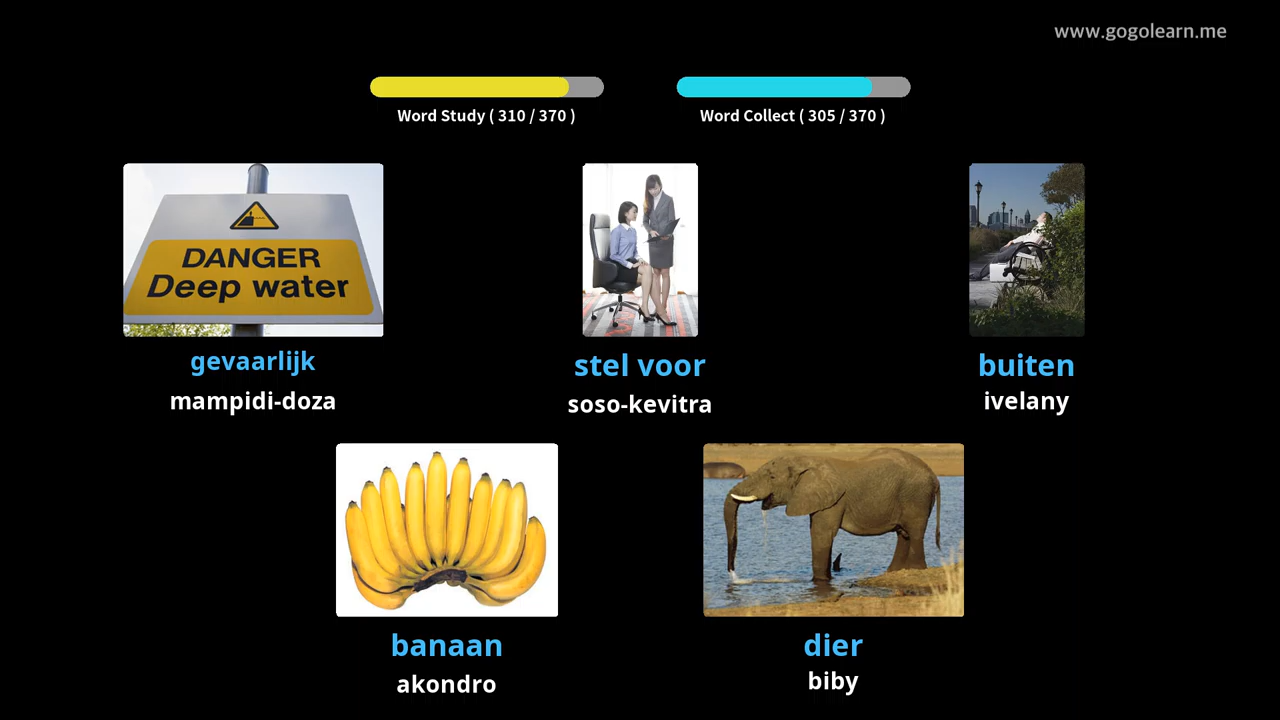 www.gogolearn.me
Word Study ( 310 / 370 )
Word Collect ( 305 / 370 )
DANGER
Deep water
gevaarlijk
mampidi-doza
stel voor
soso-kevitra
buiten
ivelany
banaan
akondro
dier
biby